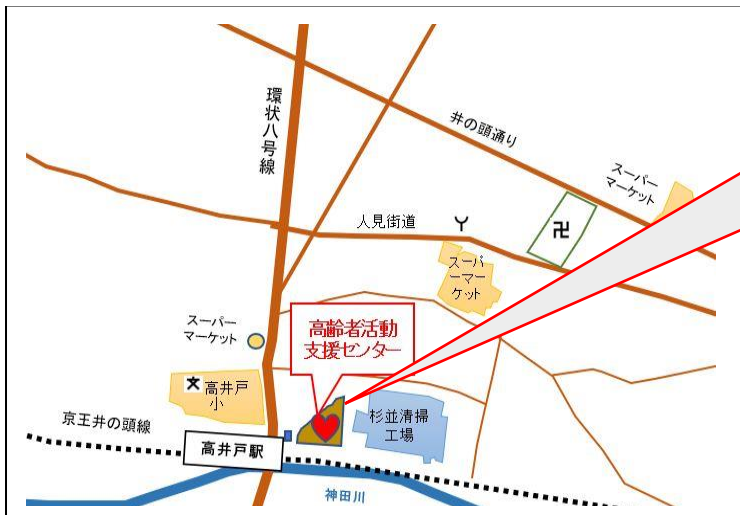 環状八号線
井の頭通り
スーパー
マーケット
人見街道
卍
スーパ
ーマー
ケット
高齢者活動
支援センター
スーパー
マーケット
文
高井戸
小
杉並清掃
工場
京王井の頭線
高井戸駅
神田川